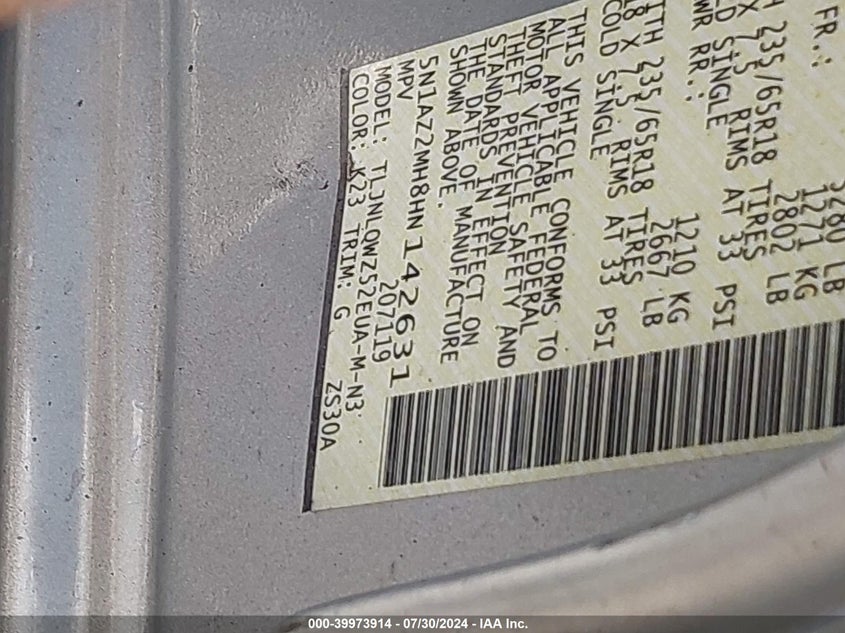 FR.:
3280 LB
1271 KG
2802 LB
TH 235/65R18 TIRES
X 7.5 RIMS AT 33 PSI
D SINGLE
WR RR.:
1210 KG
2667 LB
ITH 235/65R18 TIRES
18 X 7.5 RIMS AT 33 PSI
COLD SINGLE
THIS VEHICLE CONFORMS TO
ALL APPLICABLE FEDERAL
MOTOR VEHICLE SAFETY AND
THEFT PREVENTION
STANDARDS IN EFFECT ON
THE DATE OF MANUFACTURE
SHOWN ABOVE.
5N1AZ2MH8HN142631
MPV 207119
MODEL: TLJNLQWZ52EUA-M-N3
COLOR: K23 TRIM: G ZS30A
000-39973914 - 07/30/2024 - IAA Inc.